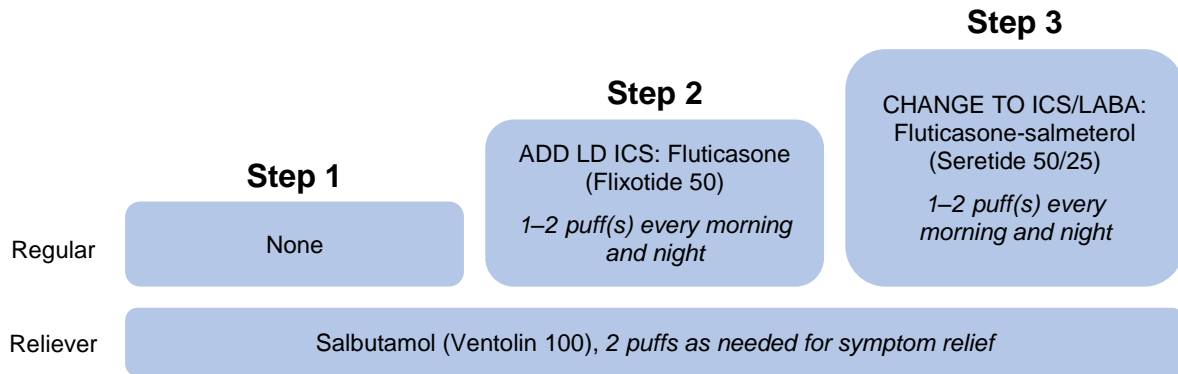 Step 3
Step 2
Step 1
CHANGE TO ICS/LABA:
Fluticasone-salmeterol
(Seretide 50/25)
1–2 puff(s) every
morning and night
ADD LD ICS: Fluticasone
(Flixotide 50)
1–2 puff(s) every morning
and night
Regular
None
Reliever
Salbutamol (Ventolin 100), 2 puffs as needed for symptom relief